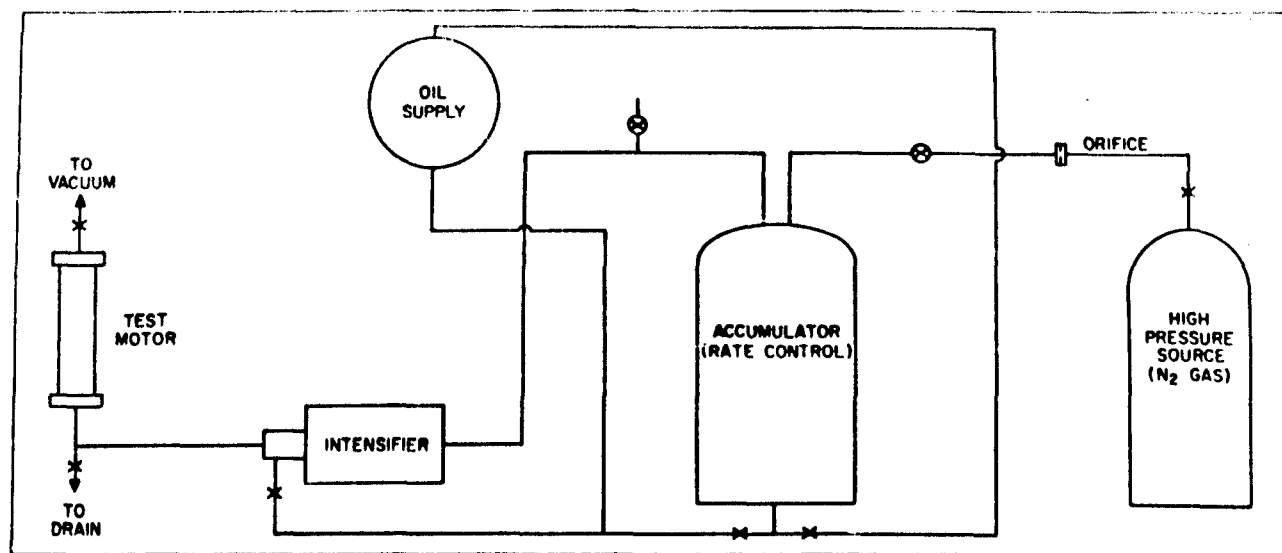 OIL
SUPPLY
TO
VACUUM
ORIFICE
TEST
MOTOR
ACCUMULATOR
(RATE CONTROL)
HIGH
PRESSURE
SOURCE
(N₂ GAS)
INTENSIFIER
TO
DRAIN